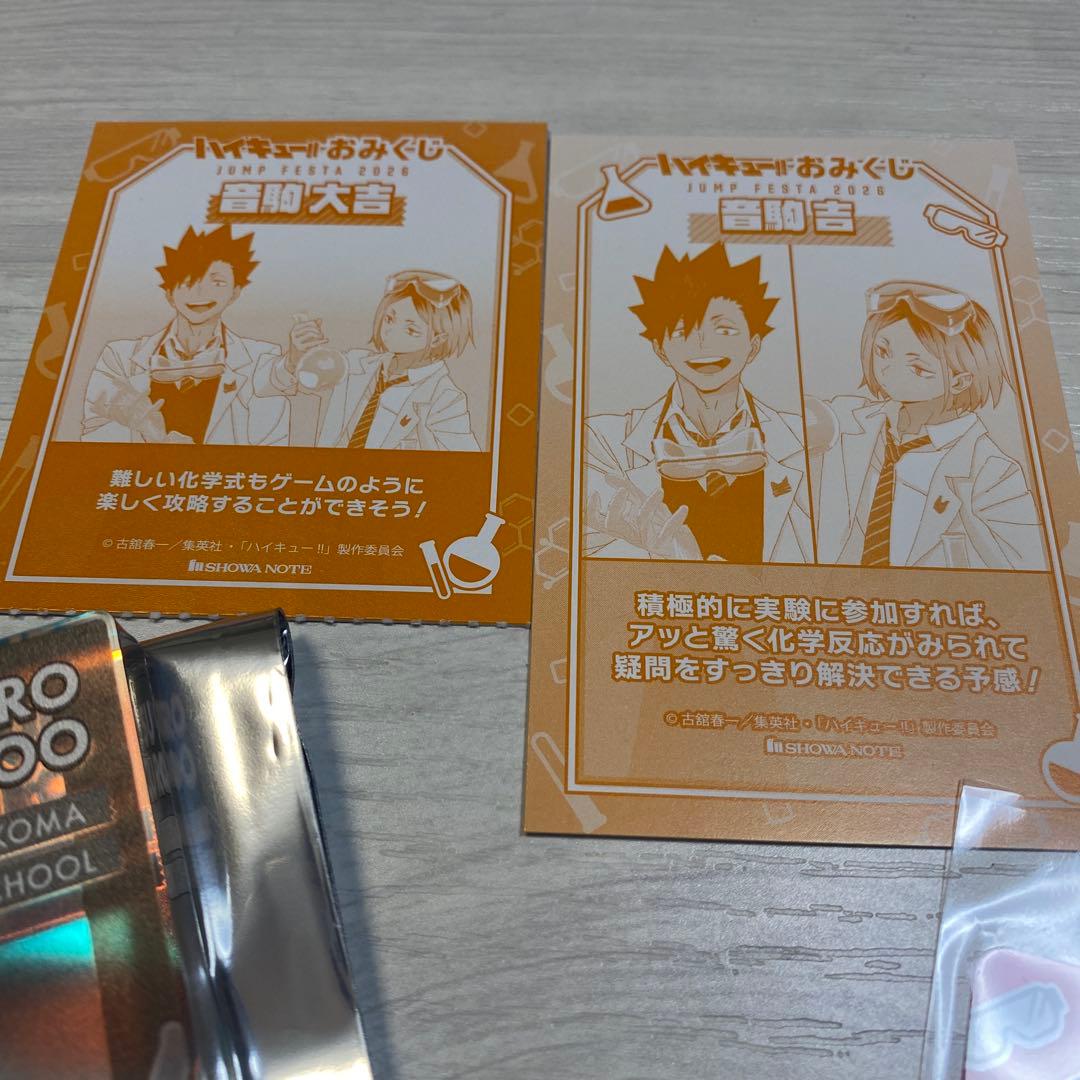 ハイキュー!!おみくじ
JUMP FESTA 2026
音駒 大吉
難しい化学式もゲームのように
楽しく攻略することができそう!
©古舘春一/集英社・「ハイキュー!!」製作委員会
SHOWA NOTE
ハイキュー!!おみくじ
JUMP FESTA 2026
音駒 吉
積極的に実験に参加すれば、
アッと驚く化学反応がみられて
疑問をすっきり解決できる予感!
©古舘春一/集英社・「ハイキュー!!」製作委員会
SHOWA NOTE
RO
OO
KOMA
HOOL